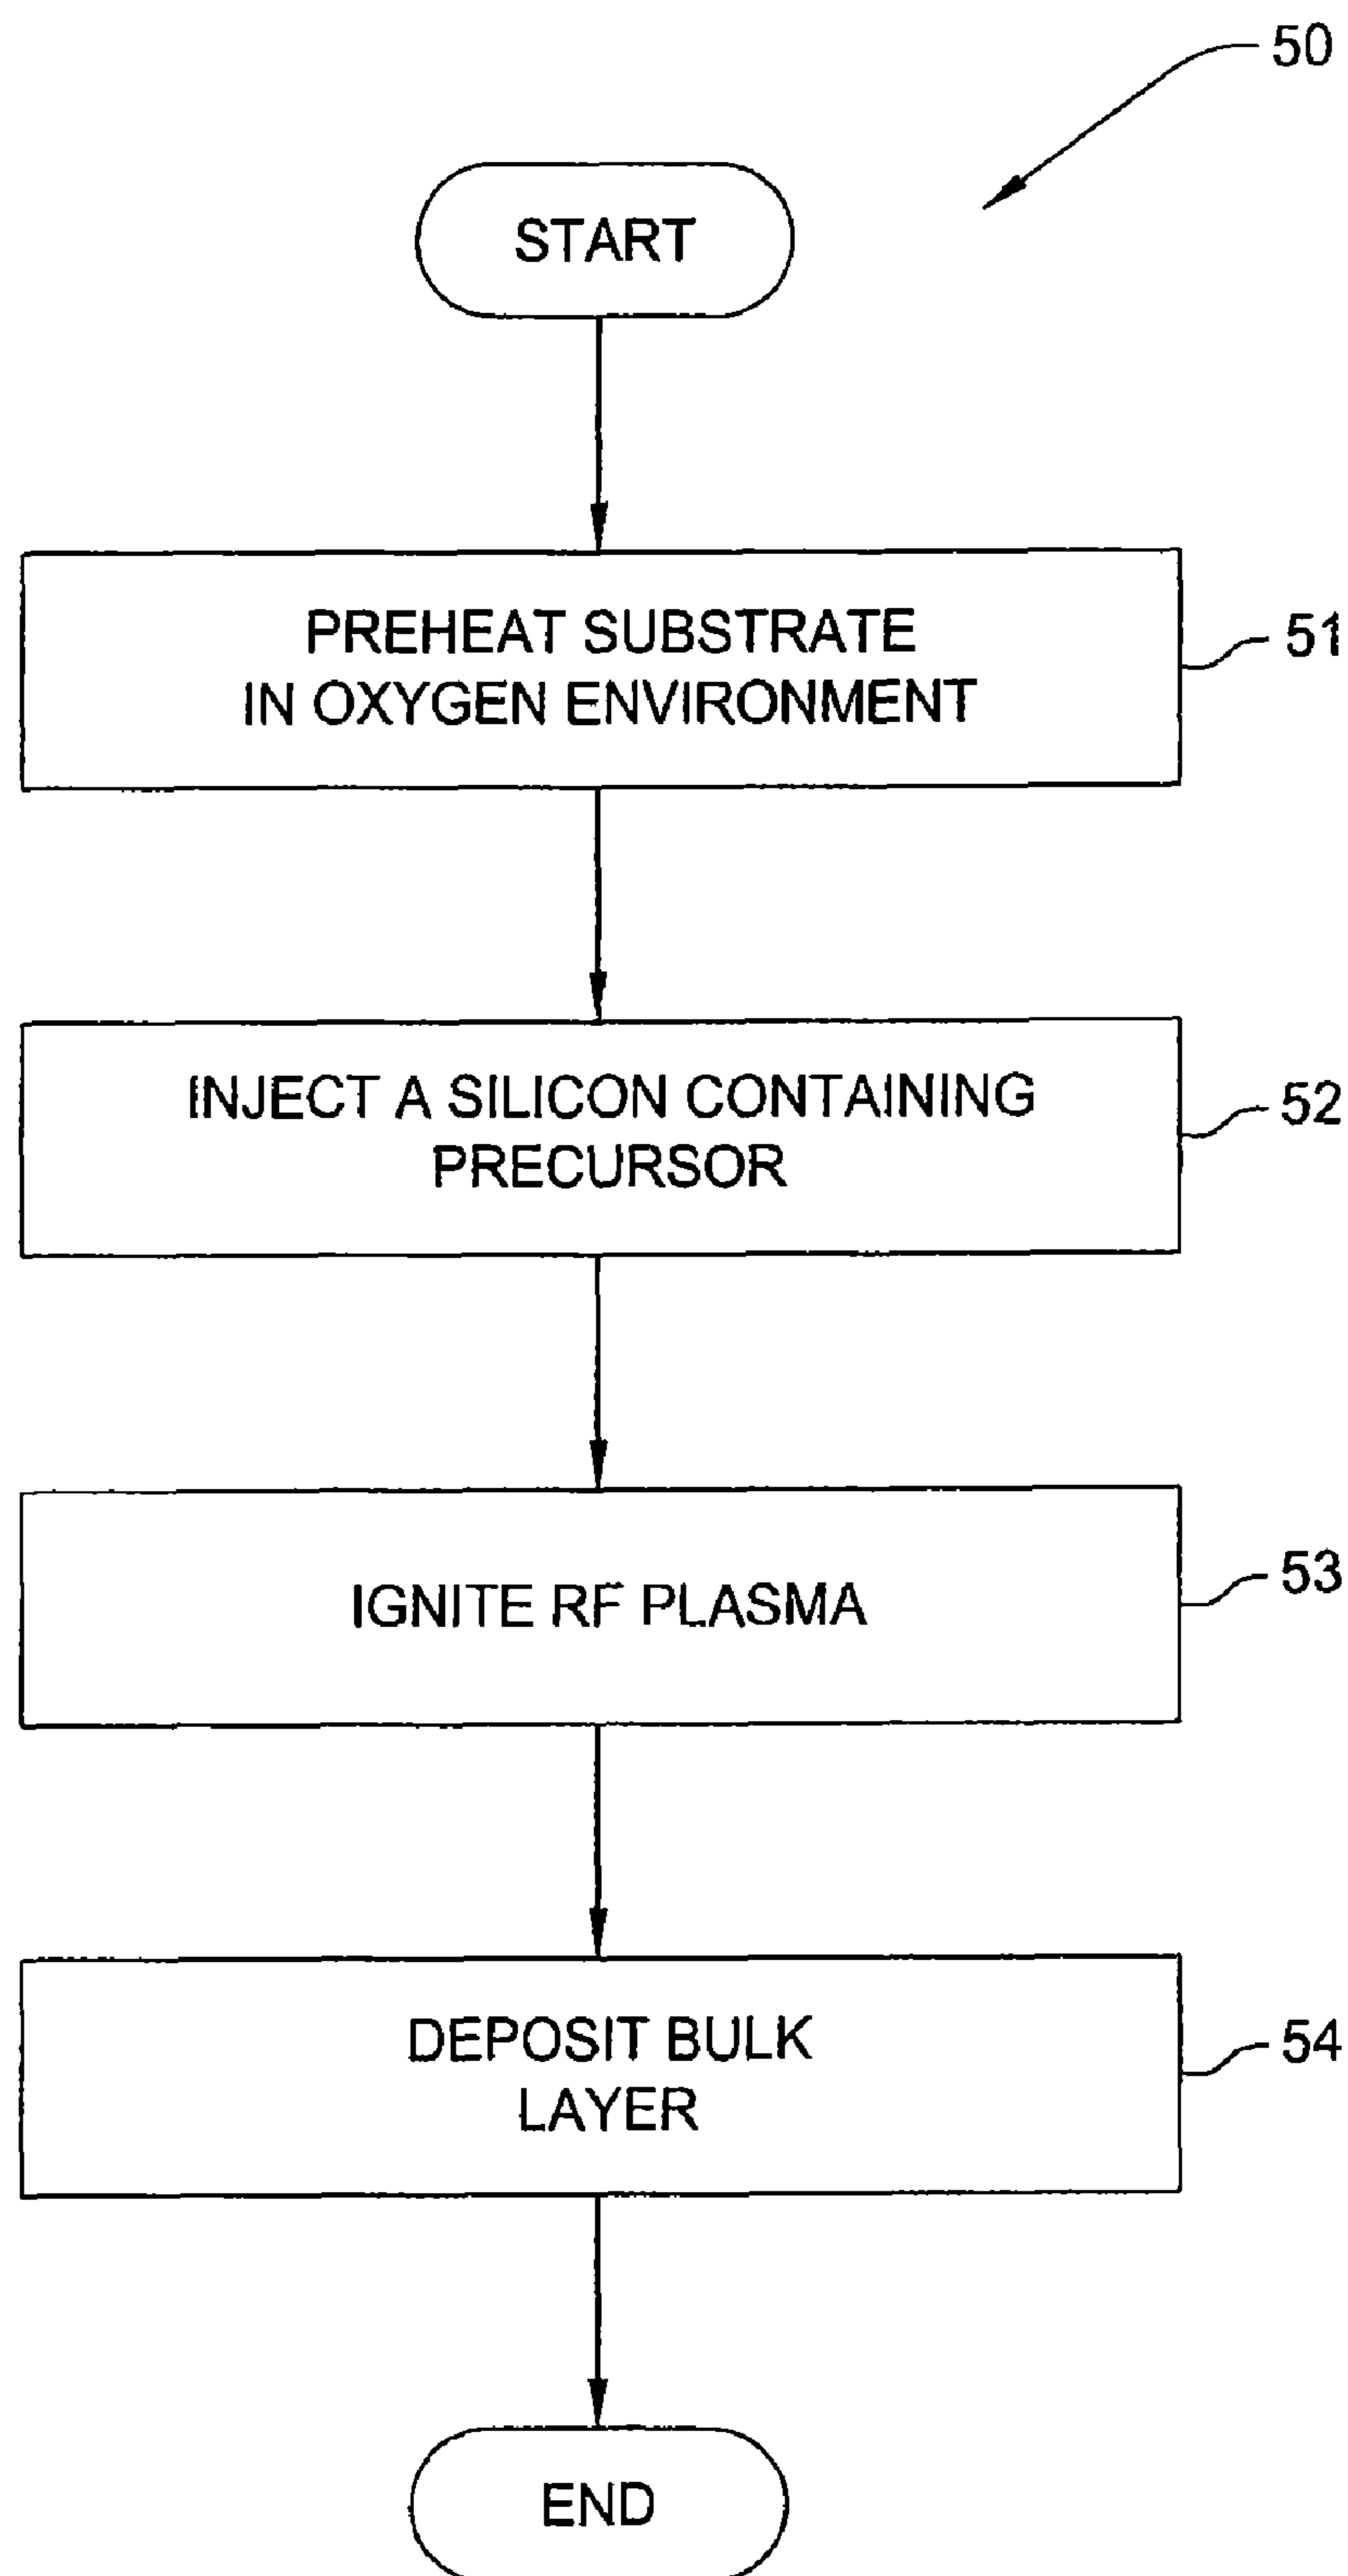 50
START
PREHEAT SUBSTRATE
IN OXYGEN ENVIRONMENT
51
INJECT A SILICON CONTAINING
PRECURSOR
52
IGNITE RF PLASMA
53
DEPOSIT BULK
LAYER
54
END